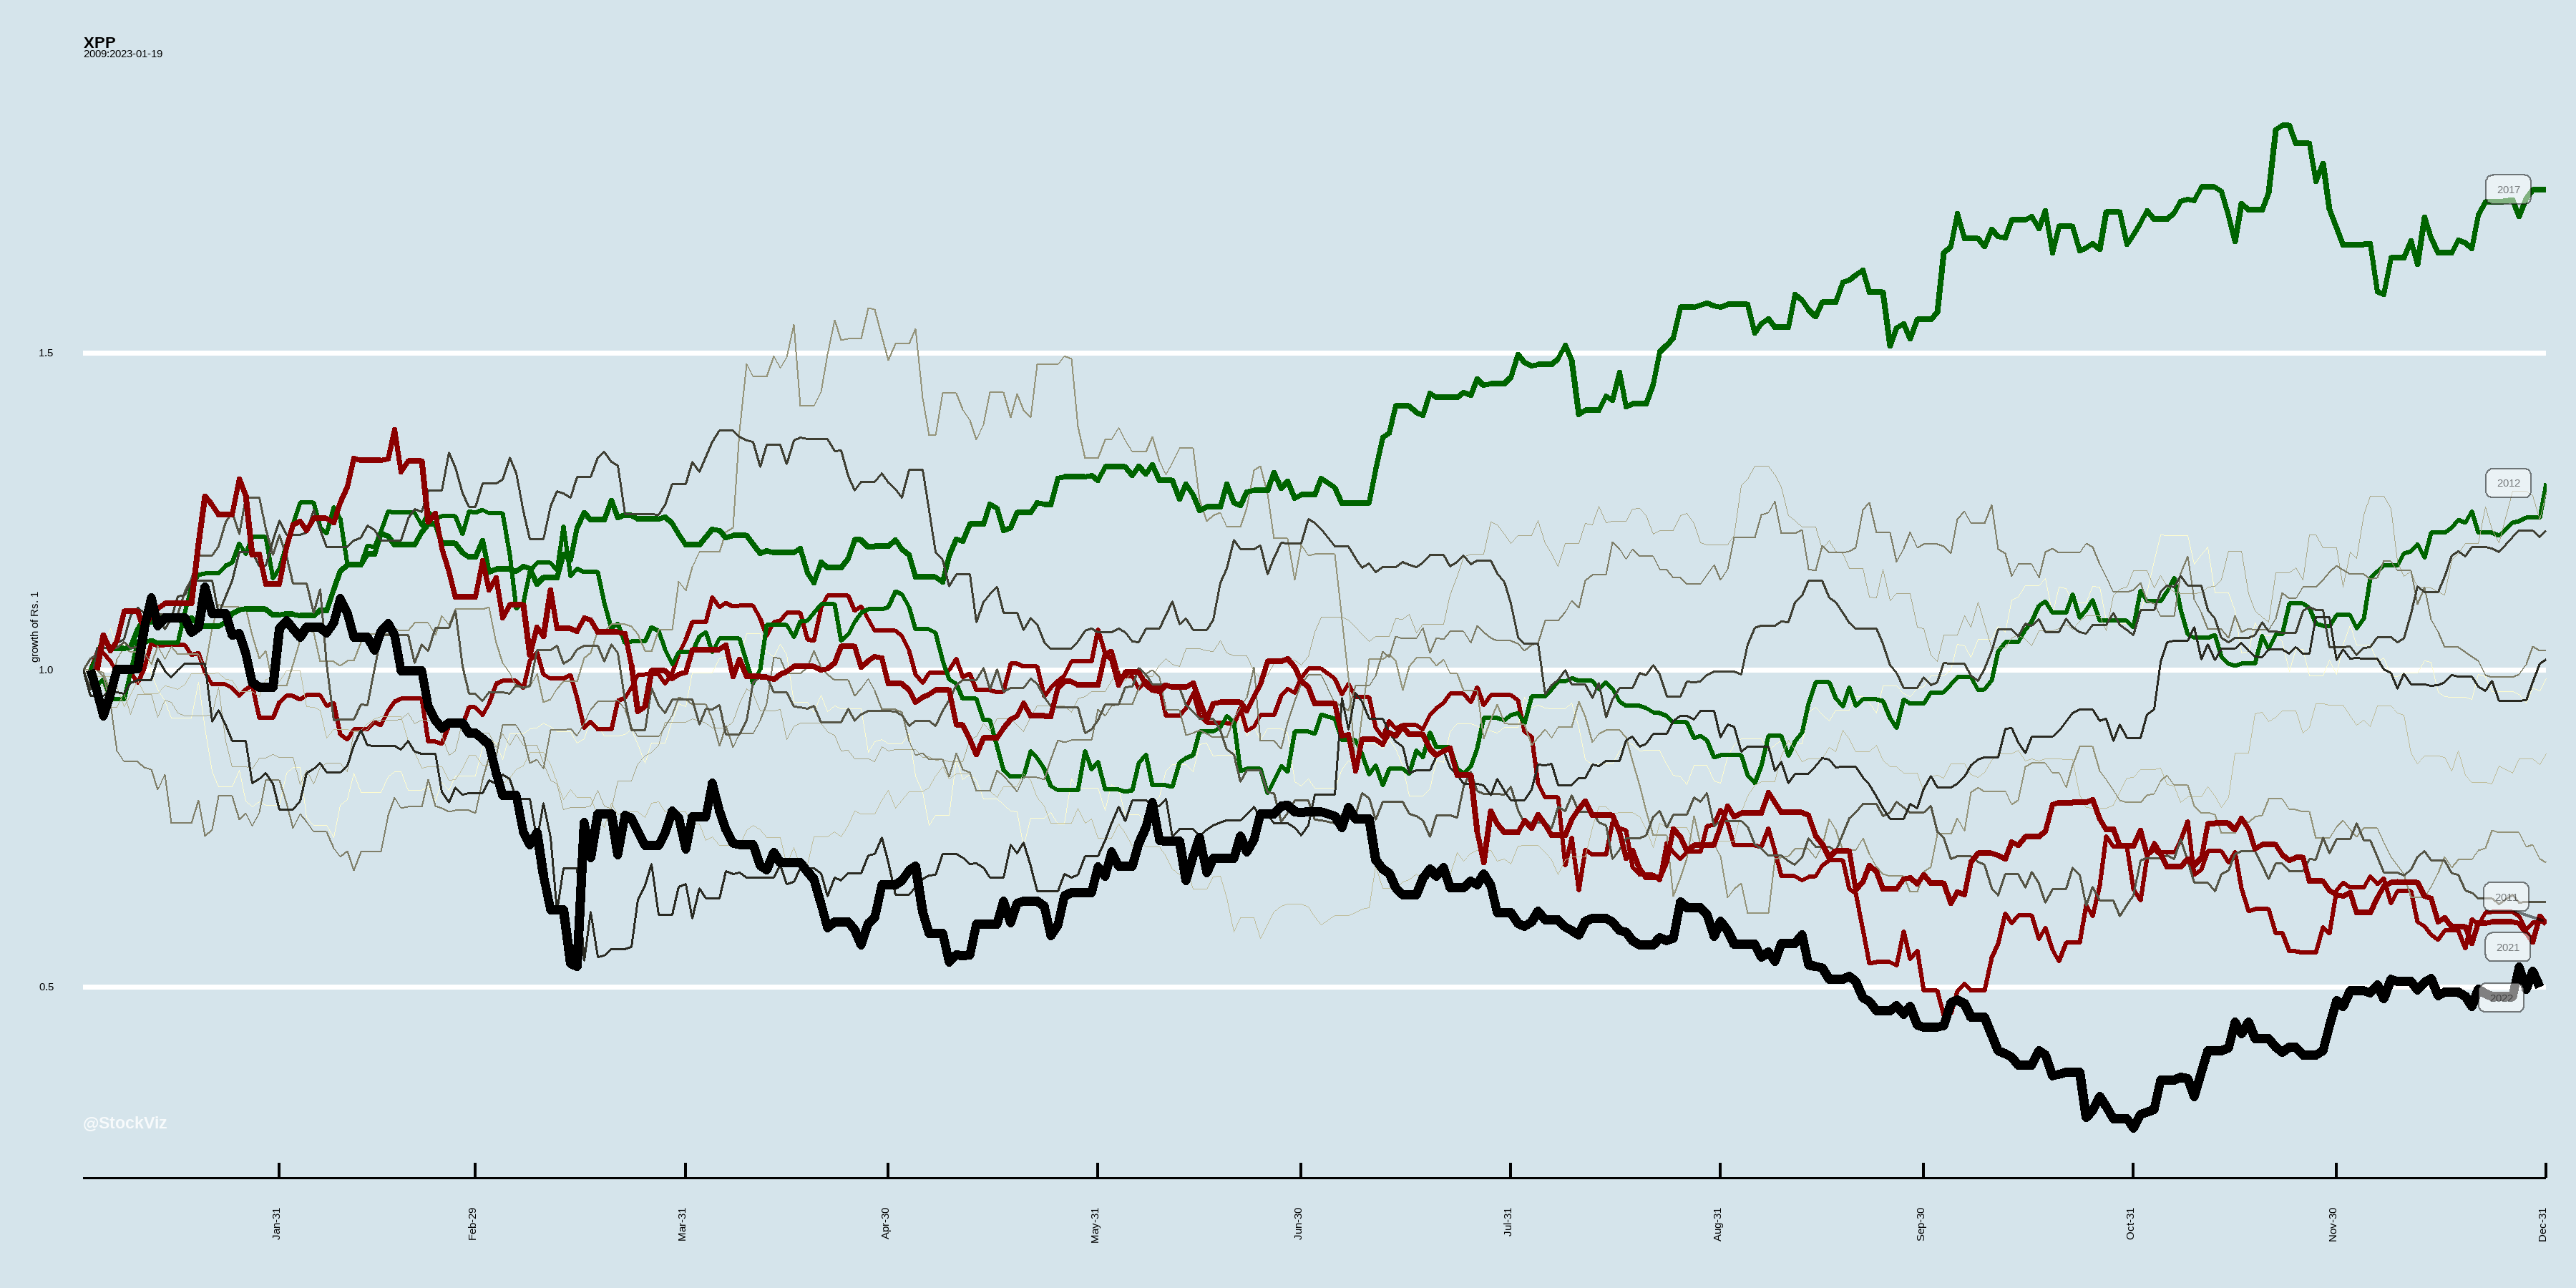 XPP
2009:2023-01-19
growth of Rs. 1
1.5
1.0
0.5
2017
2012
2011
2021
2022
@StockViz
Jan-31
Feb-29
Mar-31
Apr-30
May-31
Jun-30
Jul-31
Aug-31
Sep-30
Oct-31
Nov-30
Dec-31